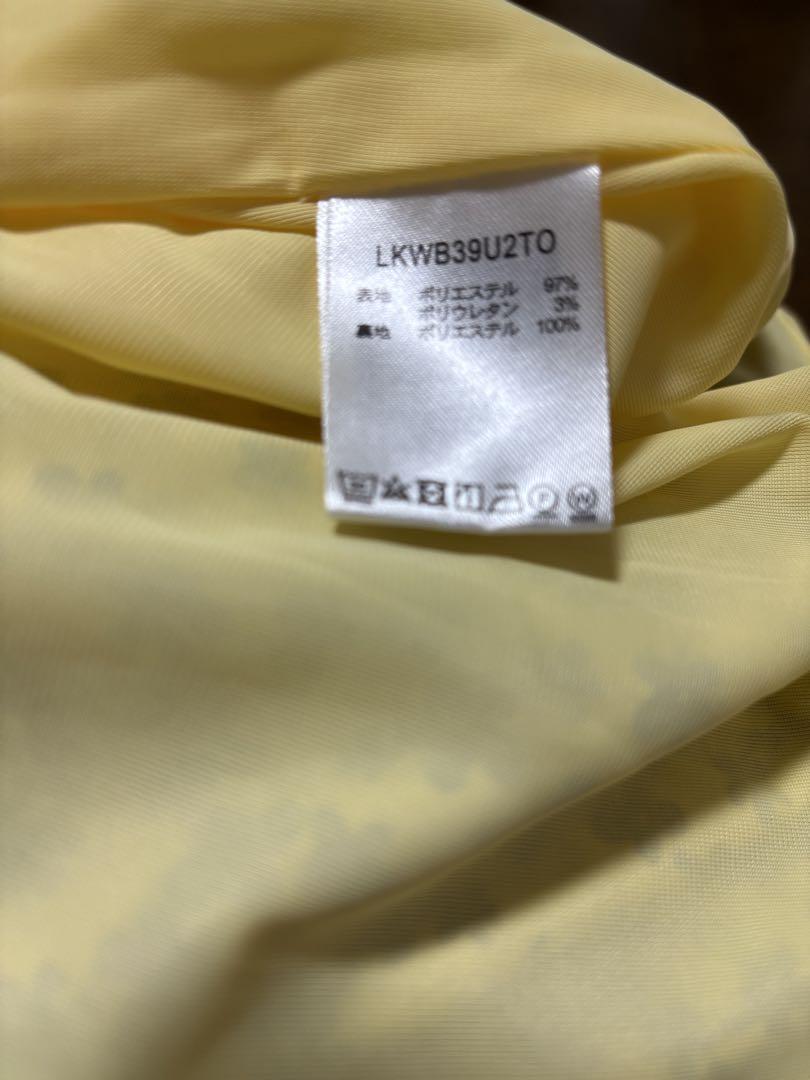 LKWB39U2TO
表地 ポリエステル 97%
ポリウレタン 3%
裏地 ポリエステル 100%
P W